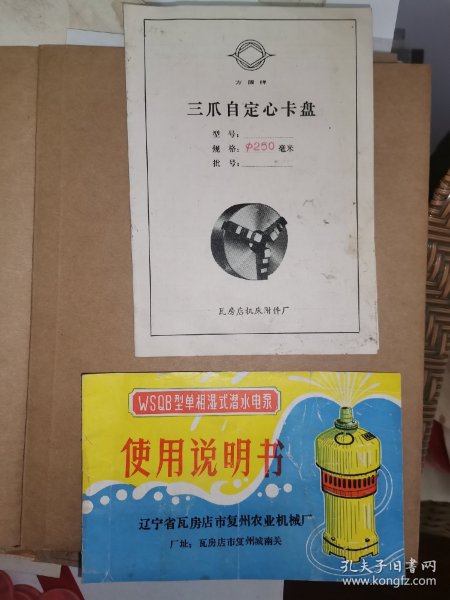 方圆牌
三爪自定心卡盘
型号：
规格：φ250毫米
批号：
瓦房店机床附件厂
WSQB型单相湿式潜水电泵
使用说明书
辽宁省瓦房店市复州农业机械厂
厂址：瓦房店市复州城南关
孔夫子旧书网
www.kongfz.com